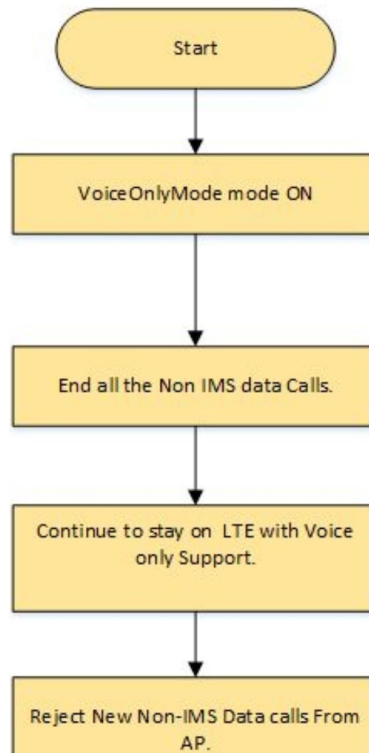 Start
VoiceOnlyMode mode ON
End all the Non IMS data Calls.
Continue to stay on LTE with Voice
only Support.
Reject New Non-IMS Data calls From
AP.